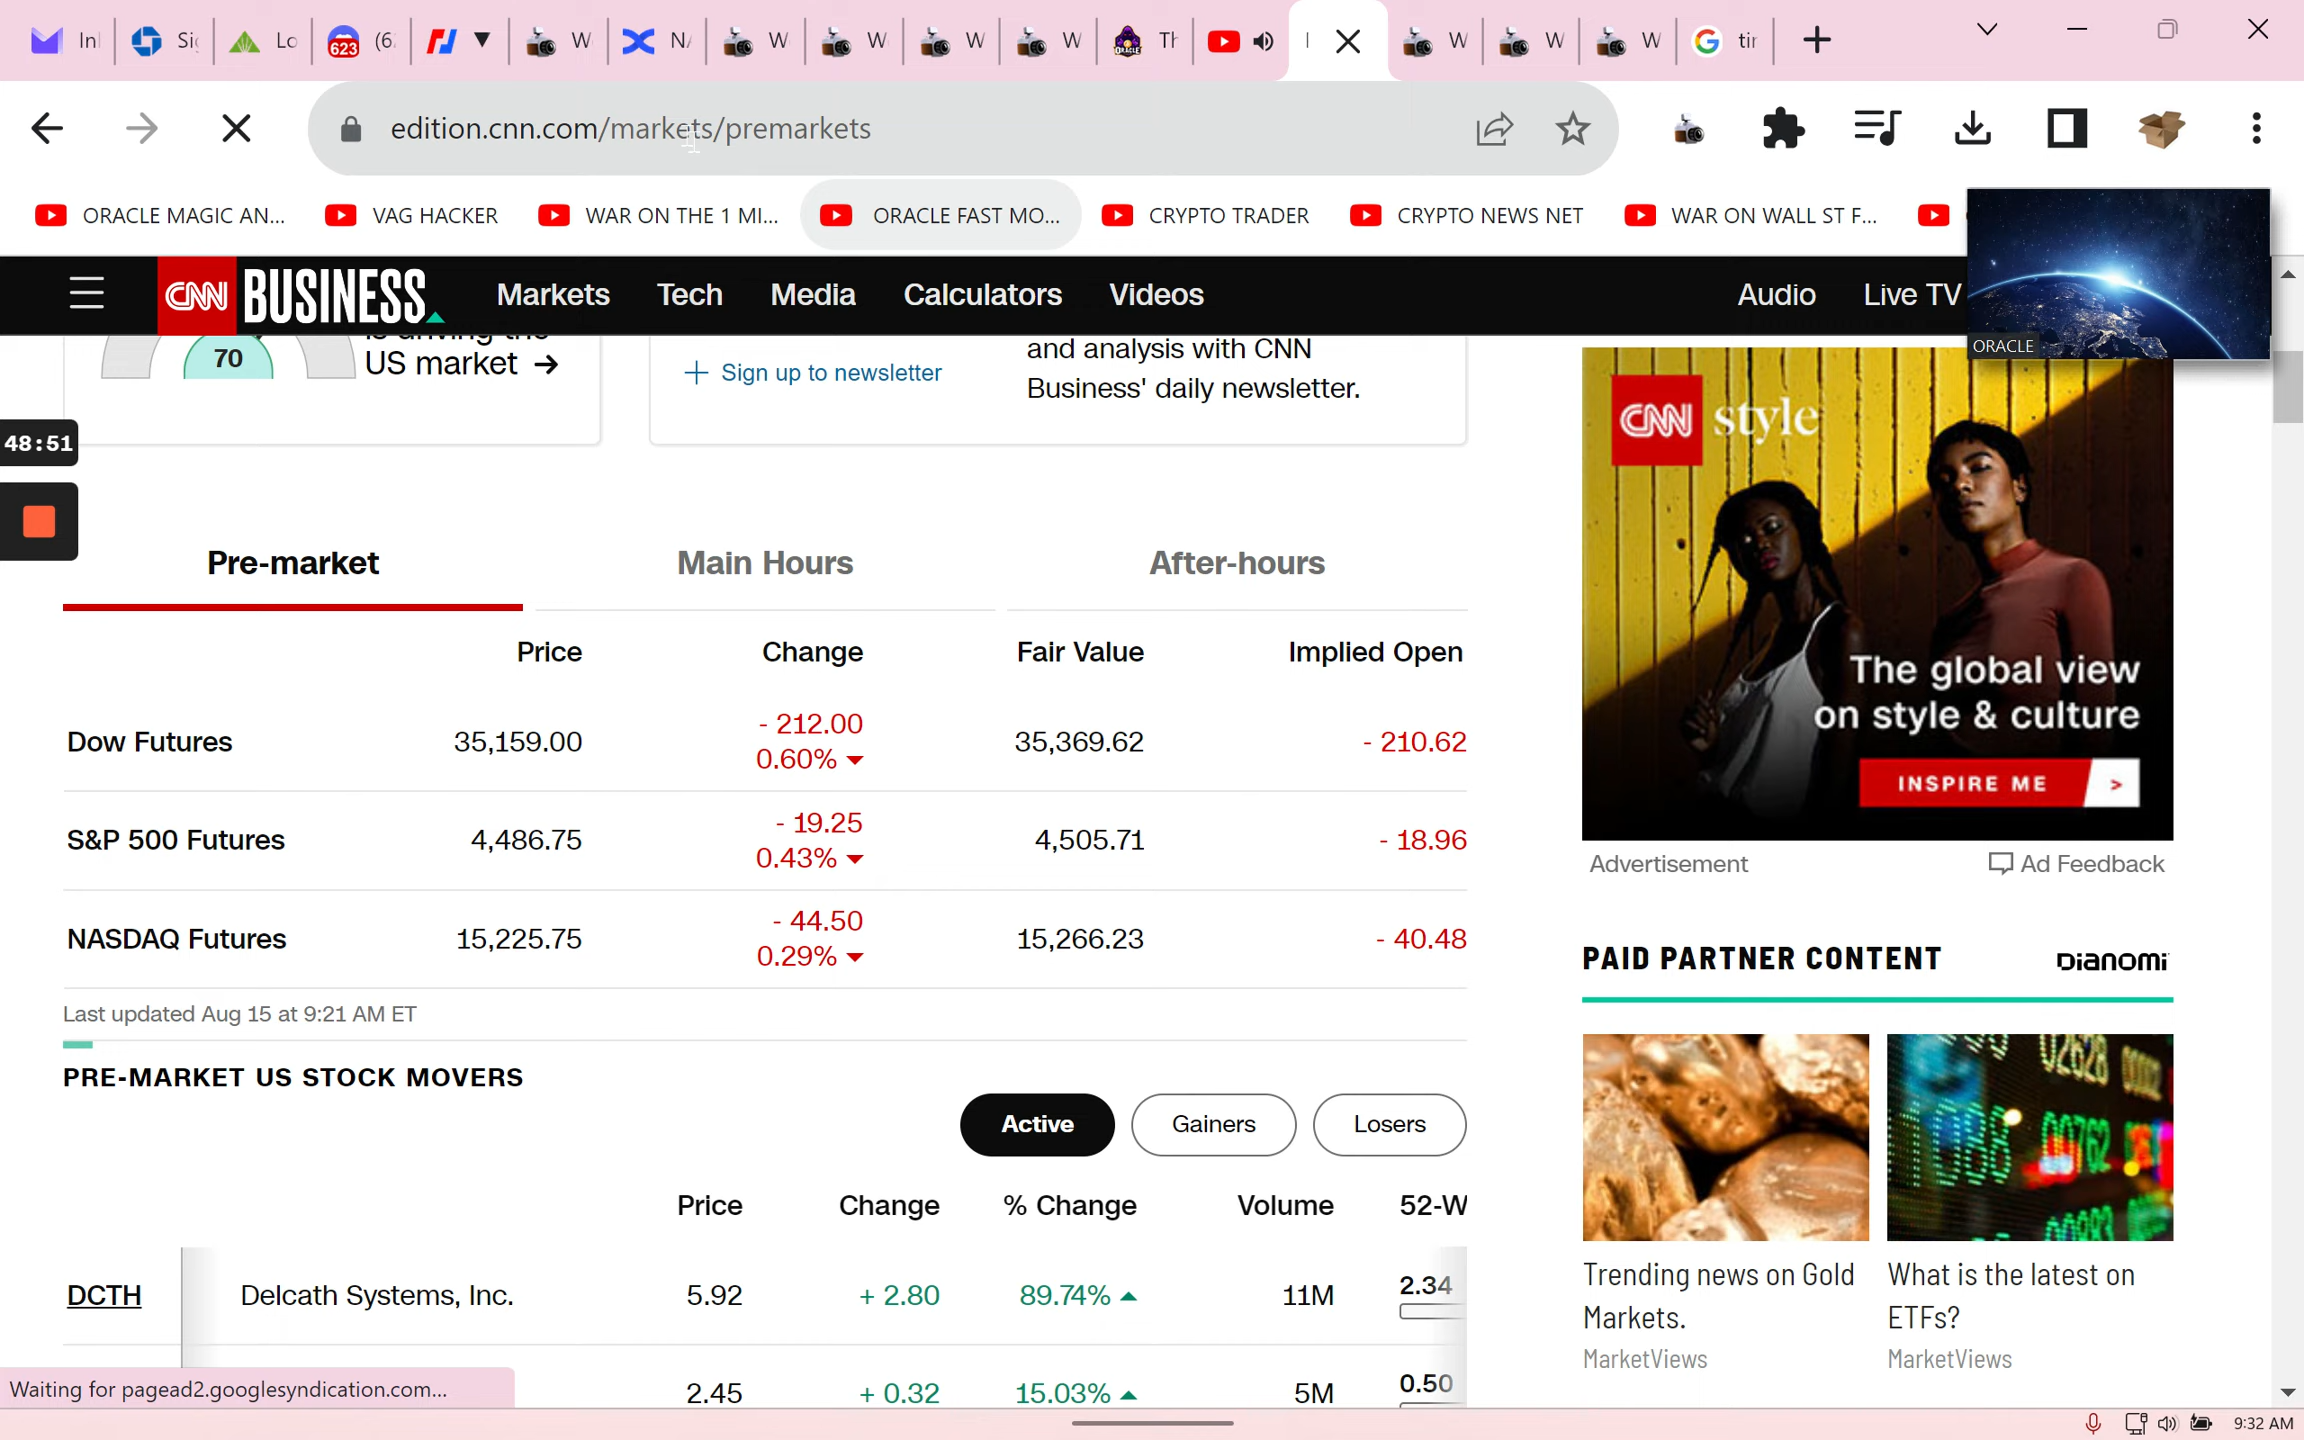 In
Si
Lo
623
(6
W
N
W
W
W
W
Th
W
W
W
tir
edition.cnn.com/markets/premarkets
ORACLE MAGIC AN...
VAG HACKER
WAR ON THE 1 MI...
ORACLE FAST MO...
CRYPTO TRADER
CRYPTO NEWS NET
WAR ON WALL ST F...
ORACLE
CNN BUSINESS
Markets
Tech
Media
Calculators
Videos
Audio
Live TV
70
is driving the
US market →
+ Sign up to newsletter
and analysis with CNN
Business' daily newsletter.
48:51
Pre-market
Main Hours
After-hours
Price Change Fair Value Implied Open
Dow Futures 35,159.00 - 212.00 0.60% 35,369.62 - 210.62
S&P 500 Futures 4,486.75 - 19.25 0.43% 4,505.71 - 18.96
NASDAQ Futures 15,225.75 - 44.50 0.29% 15,266.23 - 40.48
Last updated Aug 15 at 9:21 AM ET
PRE-MARKET US STOCK MOVERS
Active
Gainers
Losers
Price Change % Change Volume 52-W
DCTH Delcath Systems, Inc. 5.92 + 2.80 89.74% 11M 2.34
2.45 + 0.32 15.03% 5M 0.50
CNN style
The global view
on style & culture
INSPIRE ME >
Advertisement
Ad Feedback
PAID PARTNER CONTENT
DIANOMI
Trending news on Gold
Markets.
MarketViews
What is the latest on
ETFs?
MarketViews
Waiting for pagead2.googlesyndication.com...
9:32 AM